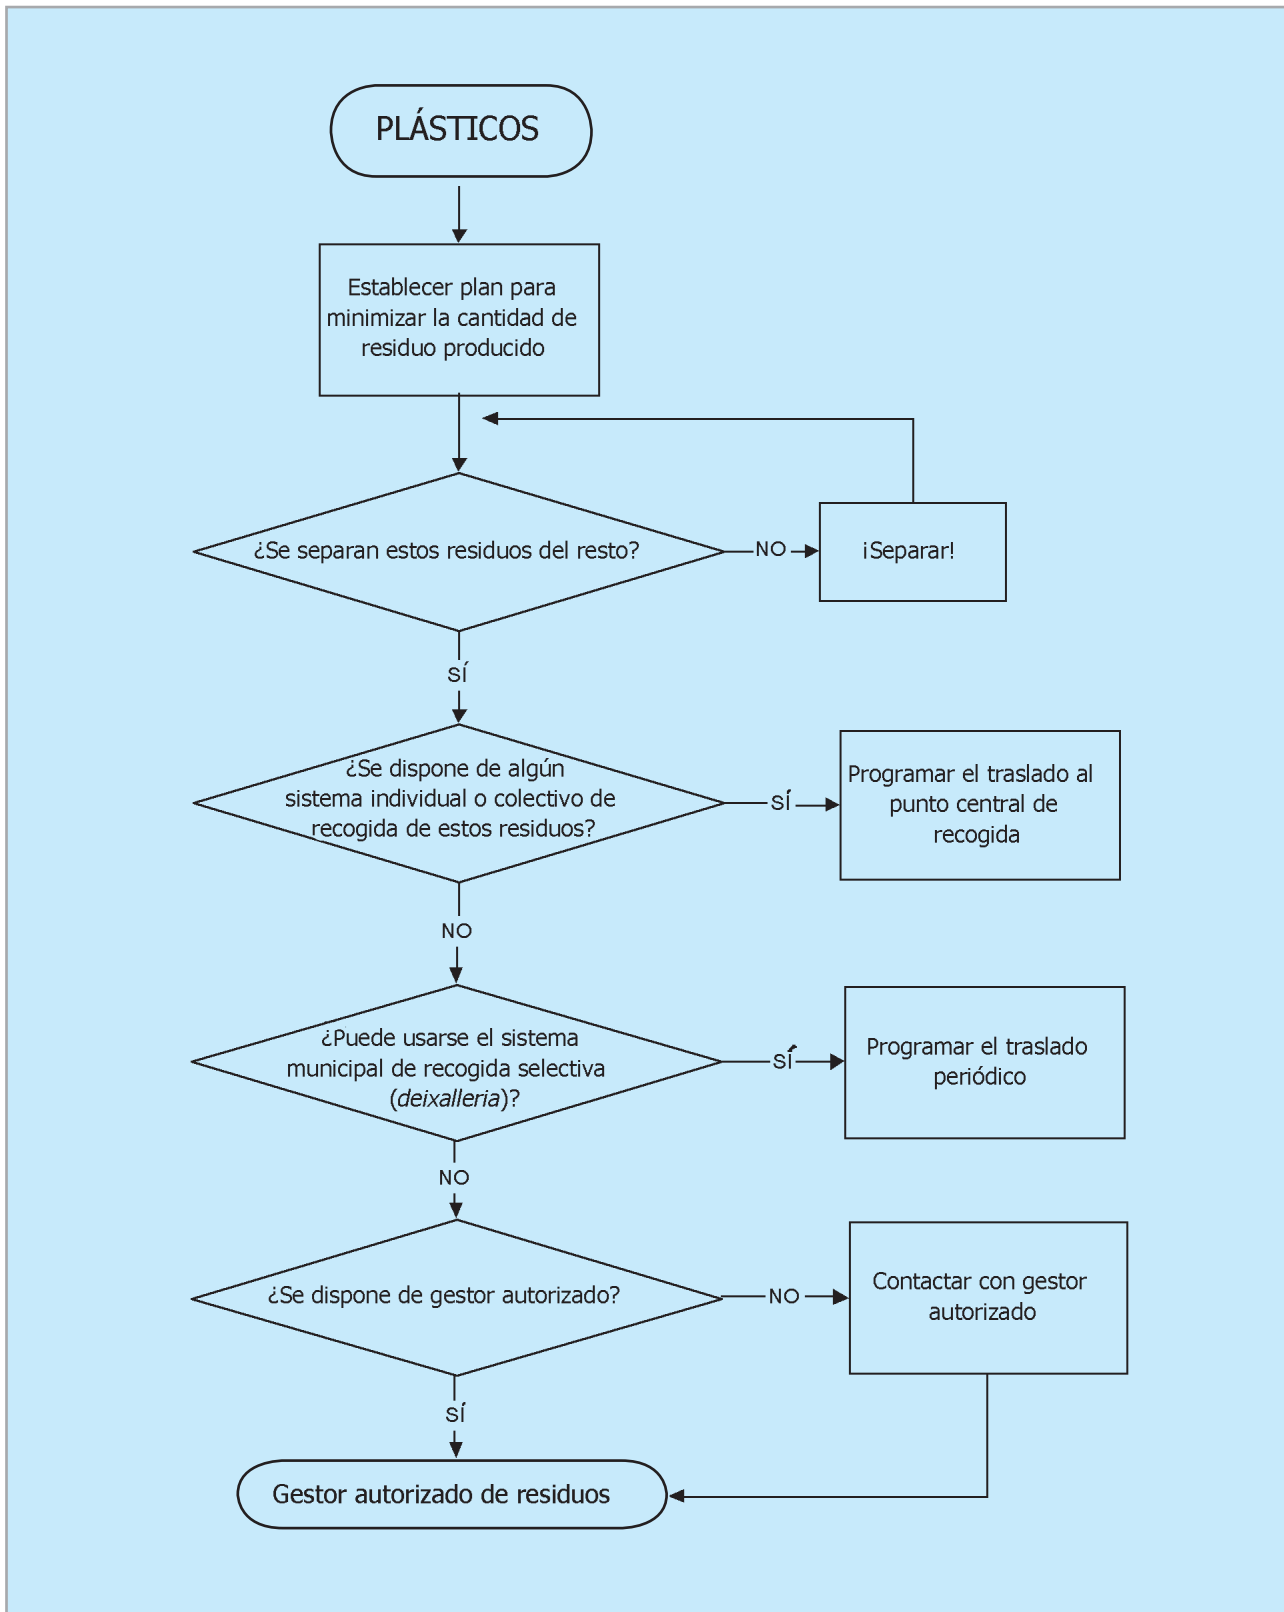 PLÁSTICOS
Establecer plan para
minimizar la cantidad de
residuo producido
¿Se separan estos residuos del resto?
NO
¡Separar!
SÍ
¿Se dispone de algún
sistema individual o colectivo de
recogida de estos residuos?
SÍ
Programar el traslado al
punto central de
recogida
NO
¿Puede usarse el sistema
municipal de recogida selectiva
(deixalleria)?
SÍ
Programar el traslado
periódico
NO
¿Se dispone de gestor autorizado?
NO
Contactar con gestor
autorizado
SÍ
Gestor autorizado de residuos